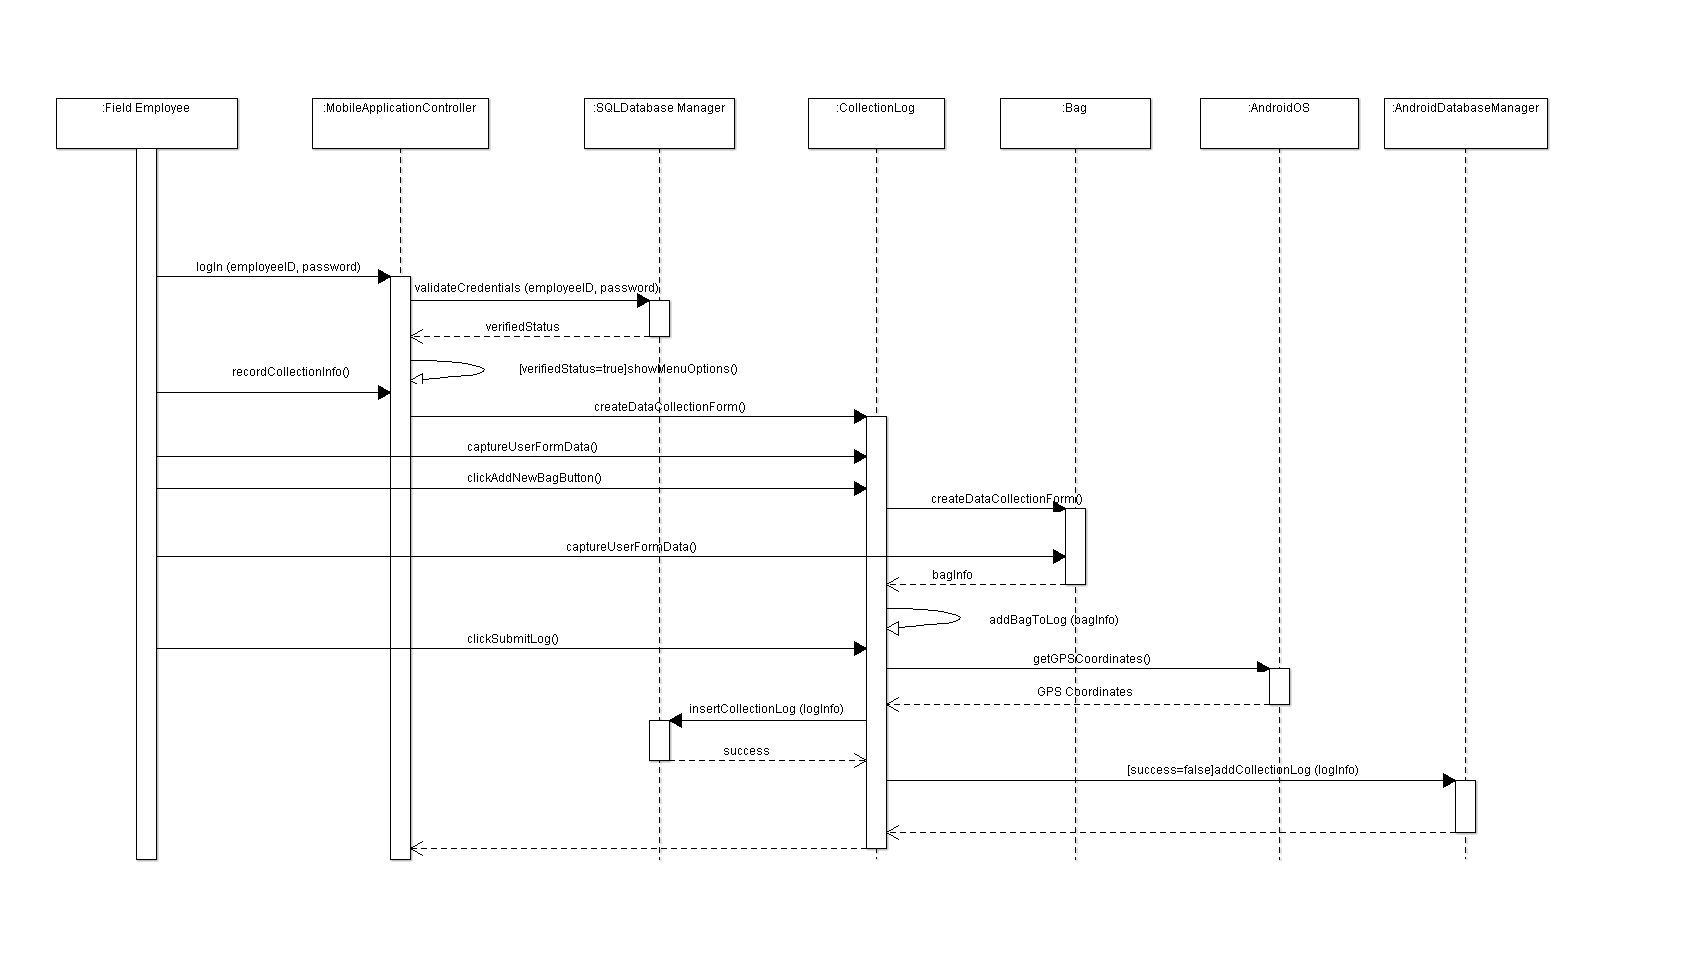 :Field Employee
:MobileApplicationController
:SQLDatabase Manager
:CollectionLog
:Bag
:AndroidOS
:AndroidDatabaseManager
logIn (employeeID, password)
validateCredentials (employeeID, password)
verifiedStatus
[verifiedStatus=true]showMenuOptions()
recordCollectionInfo()
createDataCollectionForm()
captureUserFormData()
clickAddNewBagButton()
createDataCollectionForm()
captureUserFormData()
bagInfo
addBagToLog (bagInfo)
clickSubmitLog()
getGPSCoordinates()
GPS Coordinates
insertCollectionLog (logInfo)
success
[success=false]addCollectionLog (logInfo)